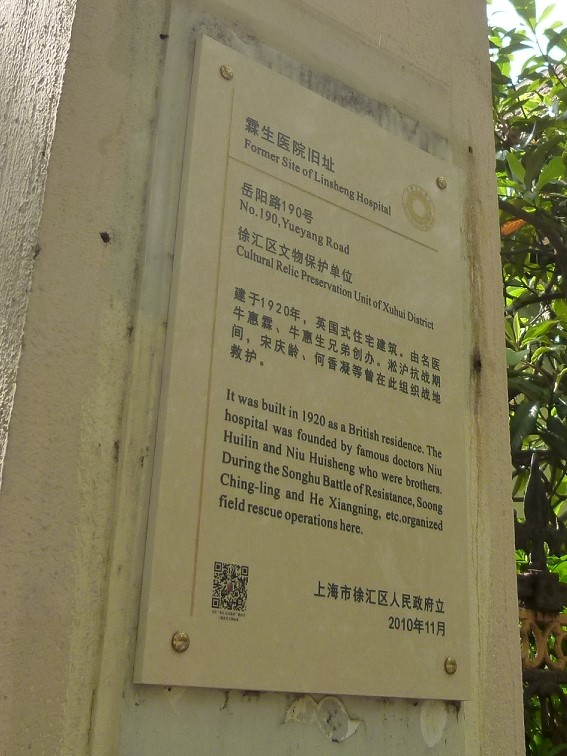 霖生医院旧址
Former Site of Linsheng Hospital
岳阳路190号
No.190,Yueyang Road
徐汇区文物保护单位
Cultural Relic Preservation Unit of Xuhui District
建于1920年，英国式住宅建筑。由名医
牛惠霖、牛惠生兄弟创办。淞沪抗战期
间，宋庆龄、何香凝等曾在此组织战地
救护。
It was built in 1920 as a British residence. The
hospital was founded by famous doctors Niu
Huilin and Niu Huisheng who were brothers.
During the Songhu Battle of Resistance, Soong
Ching-ling and He Xiangning, etc.organized
field rescue operations here.
上海市徐汇区人民政府立
2010年11月